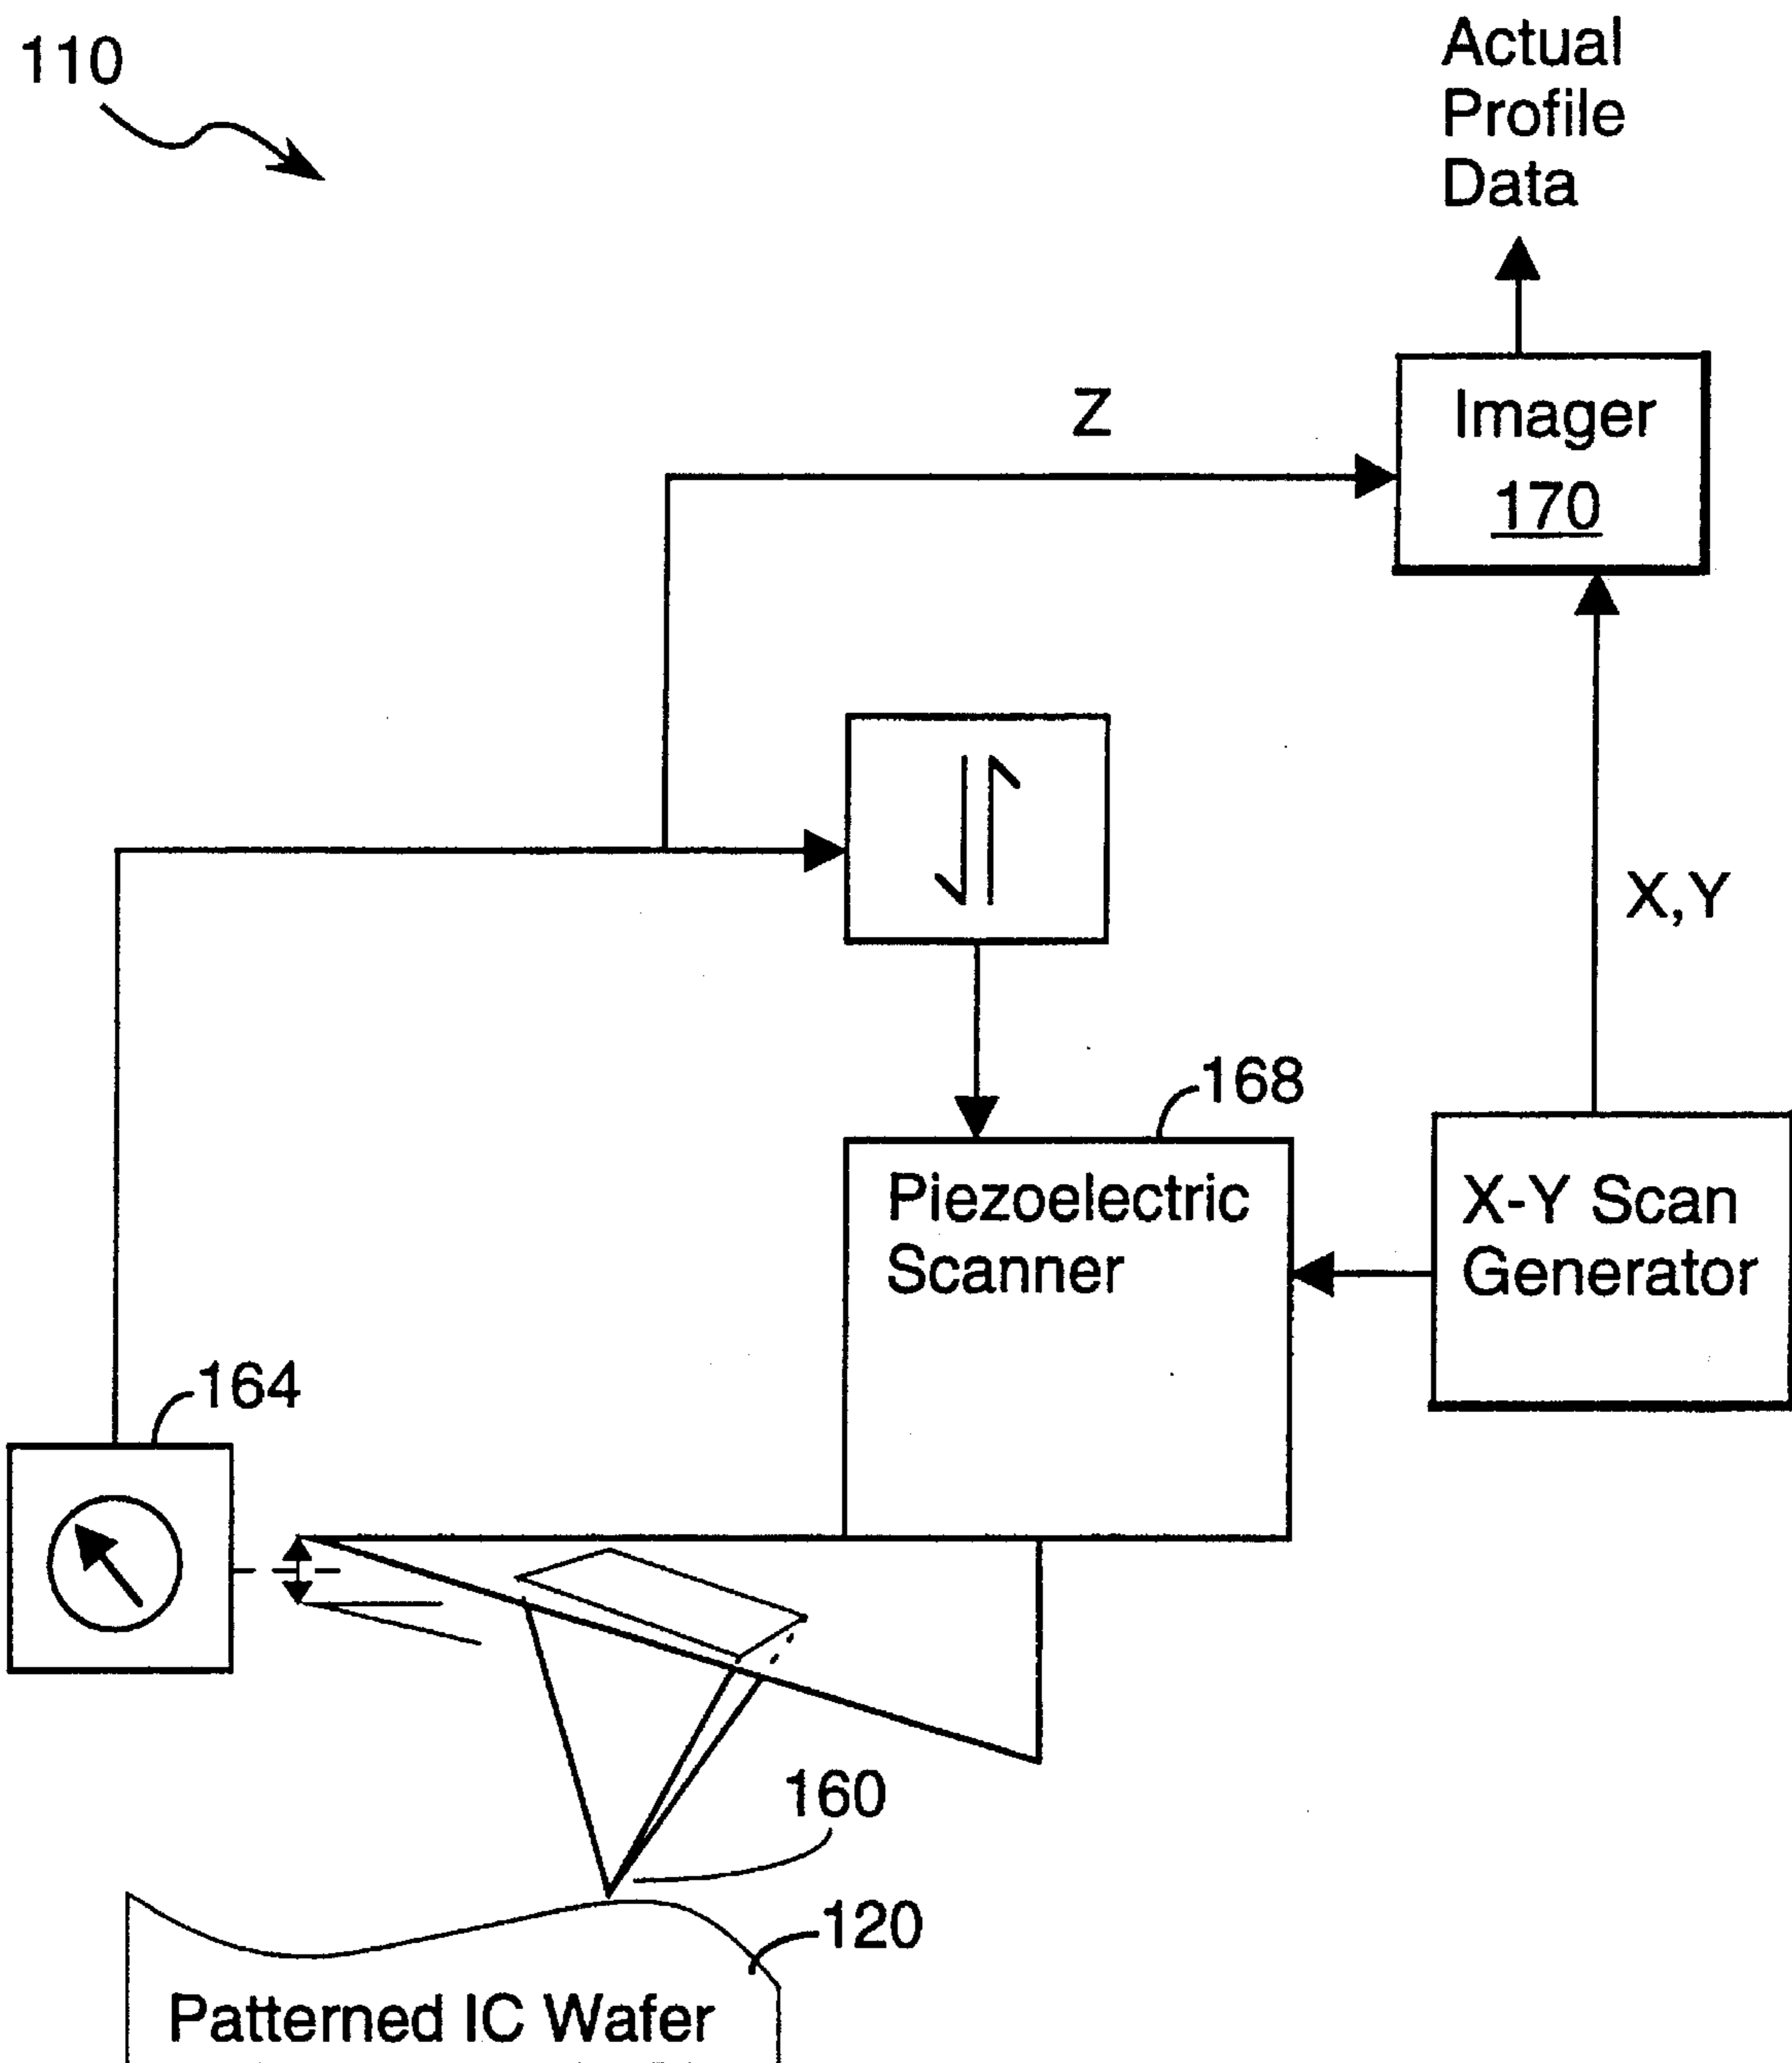 110
Actual
Profile
Data
Z
Imager
170
X,Y
168
Piezoelectric
Scanner
X-Y Scan
Generator
164
160
120
Patterned IC Wafer